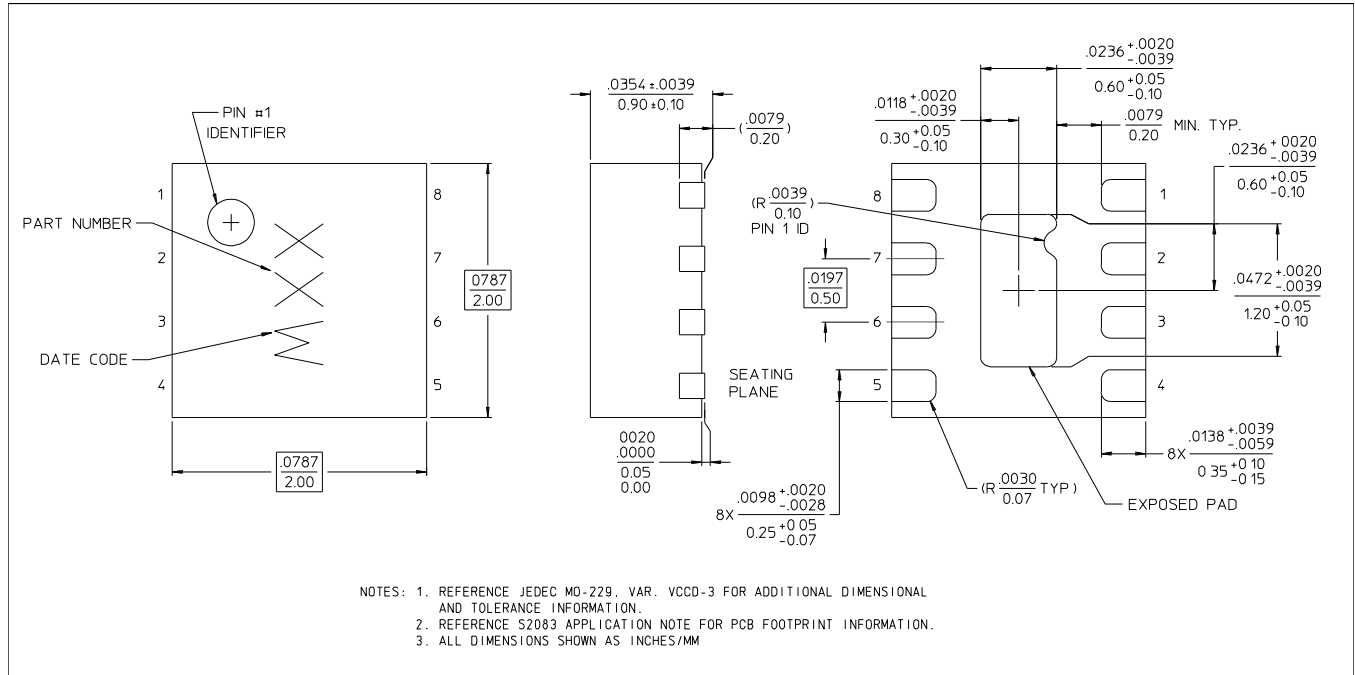 PIN #1
IDENTIFIER
PART NUMBER
DATE CODE
1
2
3
4
8
7
6
5
.0787
2.00
.0787
2.00
.0354 ±.0039
0.90 ±0.10
(.0079)
0.20
SEATING
PLANE
0020
.0000
0.05
0.00
.0236 +.0020
-.0039
0.60 +0.05
-0.10
.0118 +.0020
-.0039
0.30 +0.05
-0.10
.0079 MIN. TYP.
0.20
.0236 +.0020
-.0039
0.60 +0.05
-0.10
(R .0039)
0.10
PIN 1 ID
8
7
6
5
1
2
3
4
.0197
0.50
.0472 +.0020
-.0039
1.20 +0.05
-0 10
8X .0138 +.0039
-.0059
0 35 +0 10
-0 15
(R .0030 TYP )
0.07
EXPOSED PAD
8X .0098 +.0020
-.0028
0.25 +0 05
-0.07
NOTES: 1. REFERENCE JEDEC MO-229, VAR. VCCD-3 FOR ADDITIONAL DIMENSIONAL
AND TOLERANCE INFORMATION.
2. REFERENCE S2083 APPLICATION NOTE FOR PCB FOOTPRINT INFORMATION.
3. ALL DIMENSIONS SHOWN AS INCHES/MM